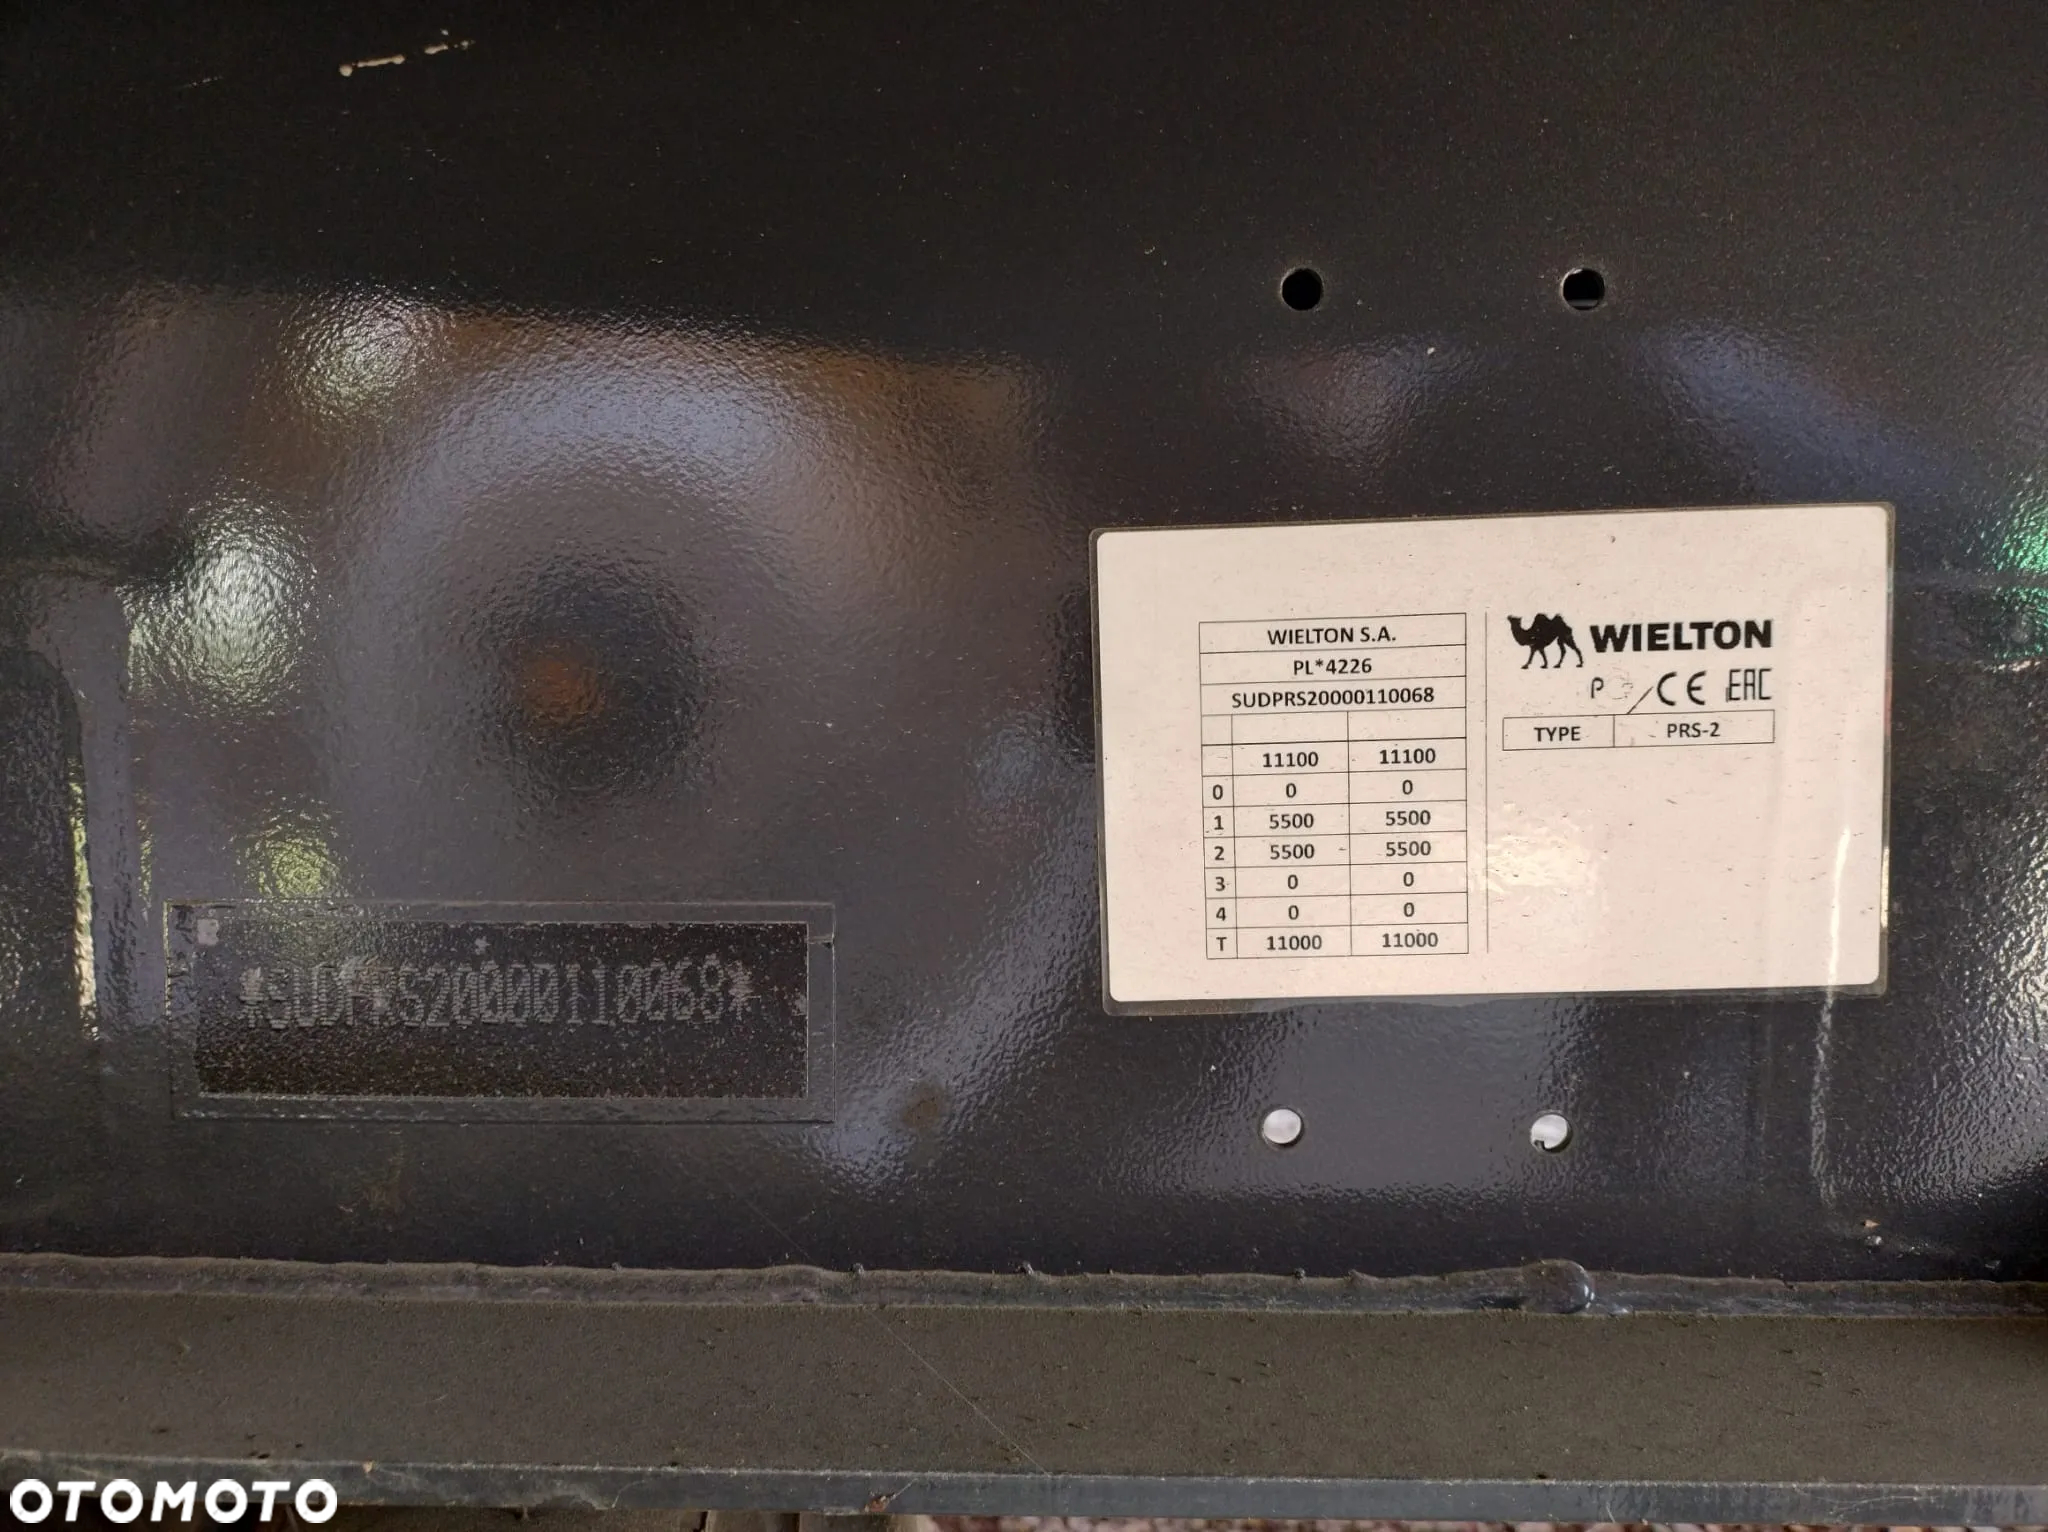 *SUDPRS20000110068*
WIELTON S.A.
PL*4226
SUDPRS20000110068
11100 11100
0 0 0
1 5500 5500
2 5500 5500
3 0 0
4 0 0
T 11000 11000
WIELTON
P CE EAC
TYPE PRS-2
OTOMOTO